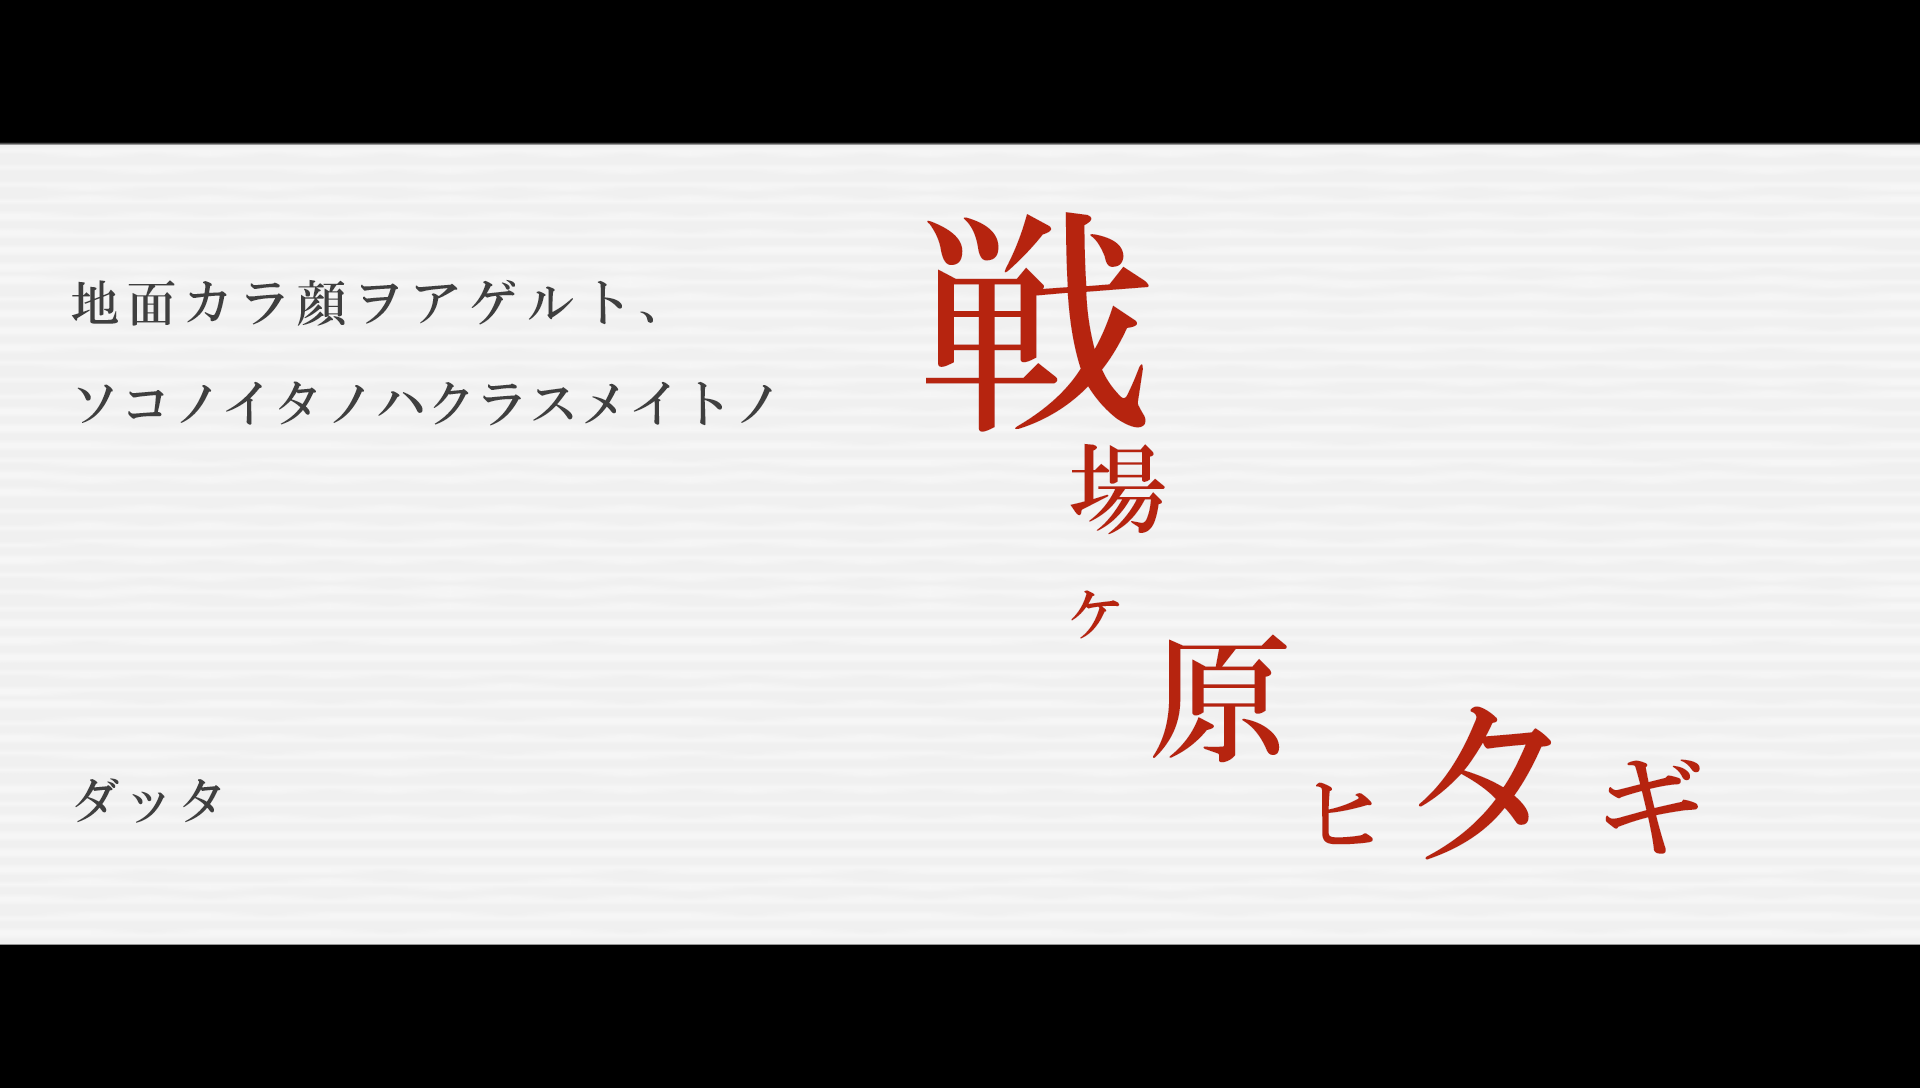 地面カラ顔ヲアゲルト、
ソコノイタノハクラスメイトノ
戦場ヶ原ヒタギ
ダッタ